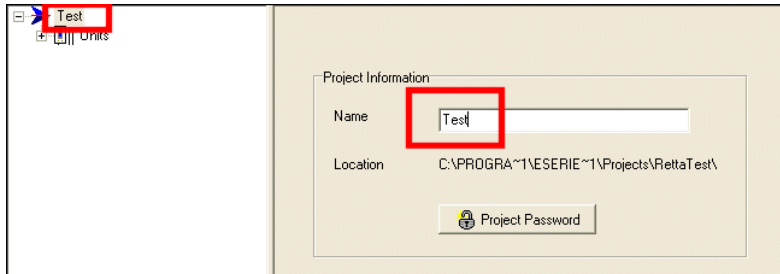 Test
Units
Project Information
Name
Test
Location C:\PROGRA~1\ESERIE~1\Projects\RettaTest\
Project Password